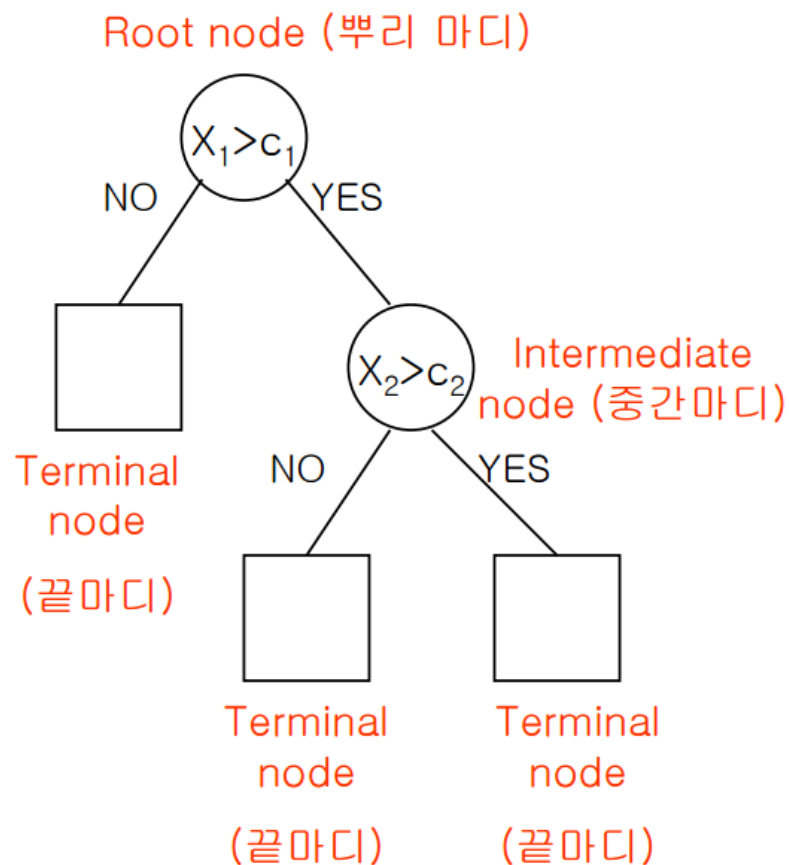 Root node (뿌리 마디)
X₁>c₁
NO
YES
X₂>c₂
Intermediate
node (중간마디)
Terminal
node
(끝마디)
NO
YES
Terminal
node
(끝마디)
Terminal
node
(끝마디)